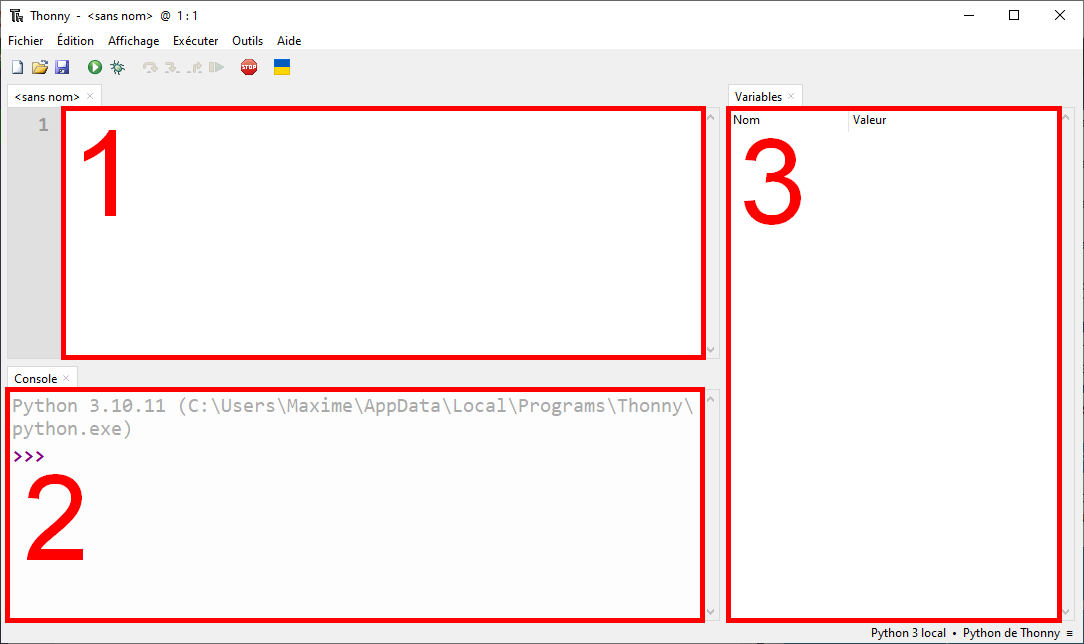 Thonny - <sans nom> @ 1 : 1
Fichier Édition Affichage Exécuter Outils Aide
STOP
<sans nom> ×
1
1
Console ×
Python 3.10.11 (C:\Users\Maxime\AppData\Local\Programs\Thonny\
python.exe)
>>>
2
Variables ×
Nom Valeur
3
Python 3 local • Python de Thonny ≡